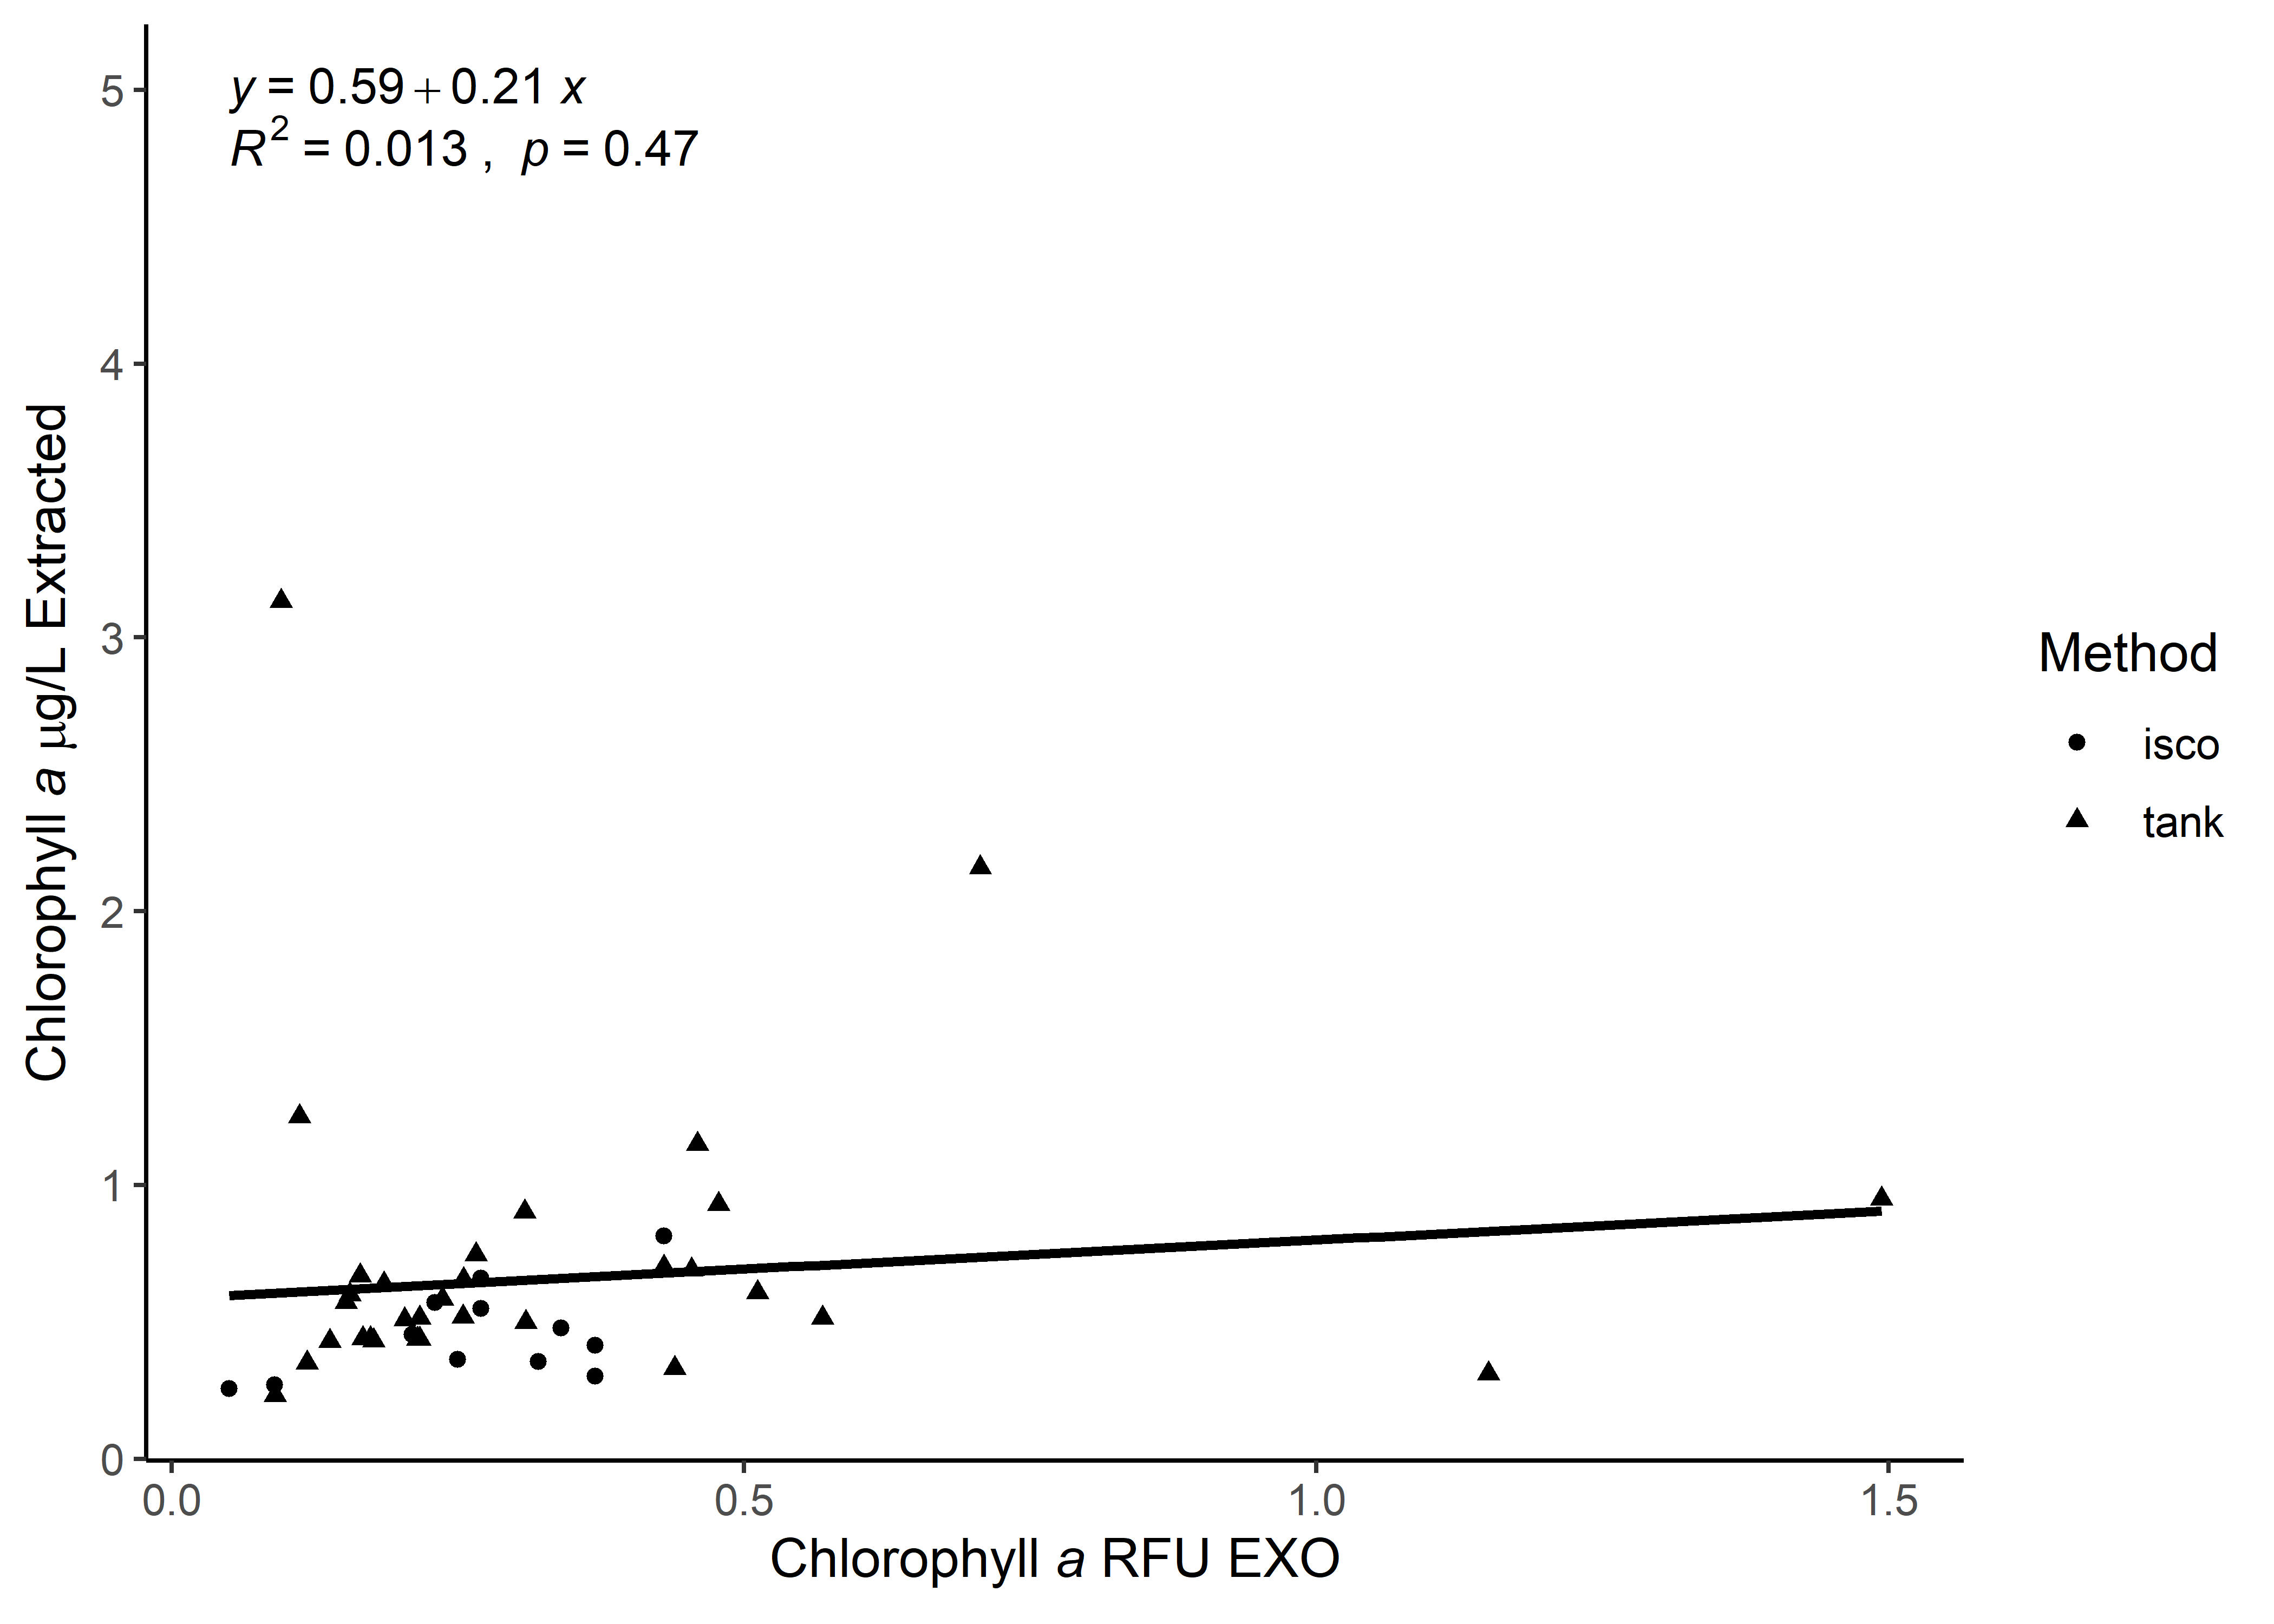 y = 0.59 + 0.21 x
R² = 0.013 , p = 0.47
5
4
3
2
1
0
Chlorophyll a µg/L Extracted
0.0 0.5 1.0 1.5
Chlorophyll a RFU EXO
Method
isco
tank